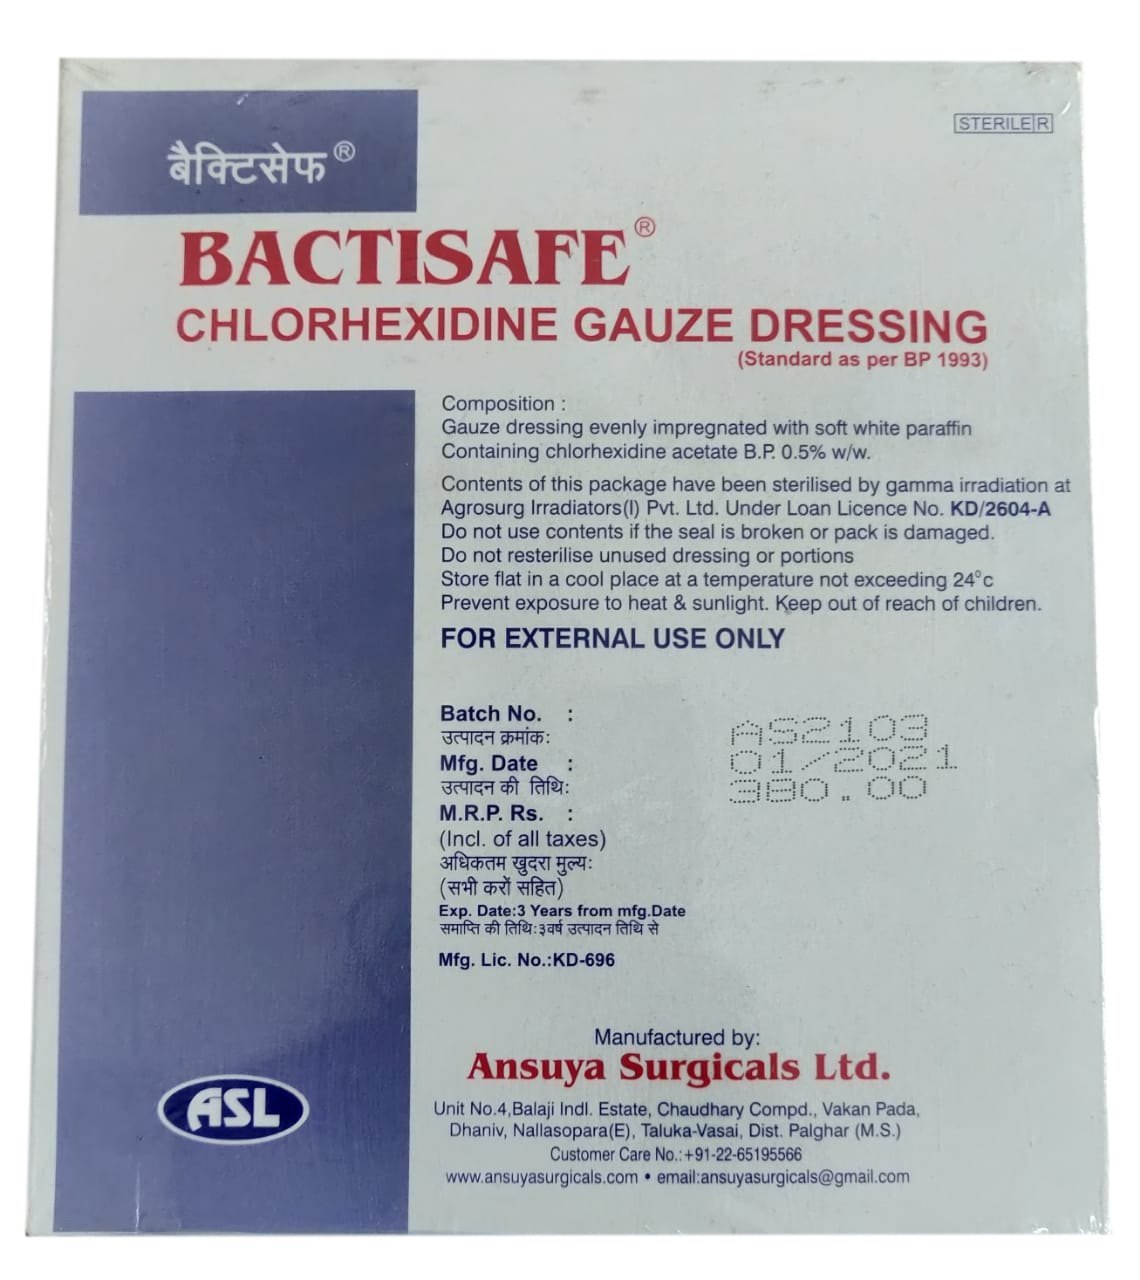 बैक्टिसेफ®
STERILE R
BACTISAFE®
CHLORHEXIDINE GAUZE DRESSING
(Standard as per BP 1993)
Composition :
Gauze dressing evenly impregnated with soft white paraffin
Containing chlorhexidine acetate B.P. 0.5% w/w.
Contents of this package have been sterilised by gamma irradiation at
Agrosurg Irradiators(I) Pvt. Ltd. Under Loan Licence No. KD/2604-A
Do not use contents if the seal is broken or pack is damaged.
Do not resterilise unused dressing or portions
Store flat in a cool place at a temperature not exceeding 24°c
Prevent exposure to heat & sunlight. Keep out of reach of children.
FOR EXTERNAL USE ONLY
Batch No. : AS2103
उत्पादन क्रमांक:
Mfg. Date : 01/2021
उत्पादन की तिथि:
M.R.P. Rs. : 380.00
(Incl. of all taxes)
अधिकतम खुदरा मुल्य:
(सभी करों सहित)
Exp. Date:3 Years from mfg.Date
समाप्ति की तिथि:३वर्ष उत्पादन तिथि से
Mfg. Lic. No.:KD-696
Manufactured by:
Ansuya Surgicals Ltd.
ASL
Unit No.4,Balaji Indl. Estate, Chaudhary Compd., Vakan Pada,
Dhaniv, Nallasopara(E), Taluka-Vasai, Dist. Palghar (M.S.)
Customer Care No.:+91-22-65195566
www.ansuyasurgicals.com • email:ansuyasurgicals@gmail.com